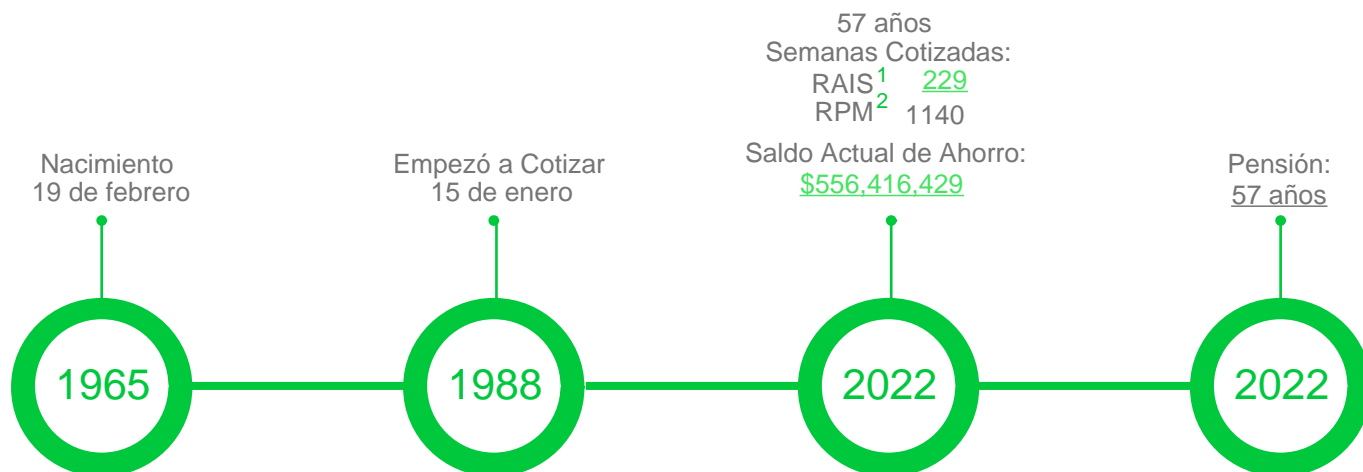 Nacimiento
19 de febrero
1965
Empezó a Cotizar
15 de enero
1988
57 años
Semanas Cotizadas:
RAIS1 229
RPM2 1140
Saldo Actual de Ahorro:
$556,416,429
2022
Pensión:
57 años
2022